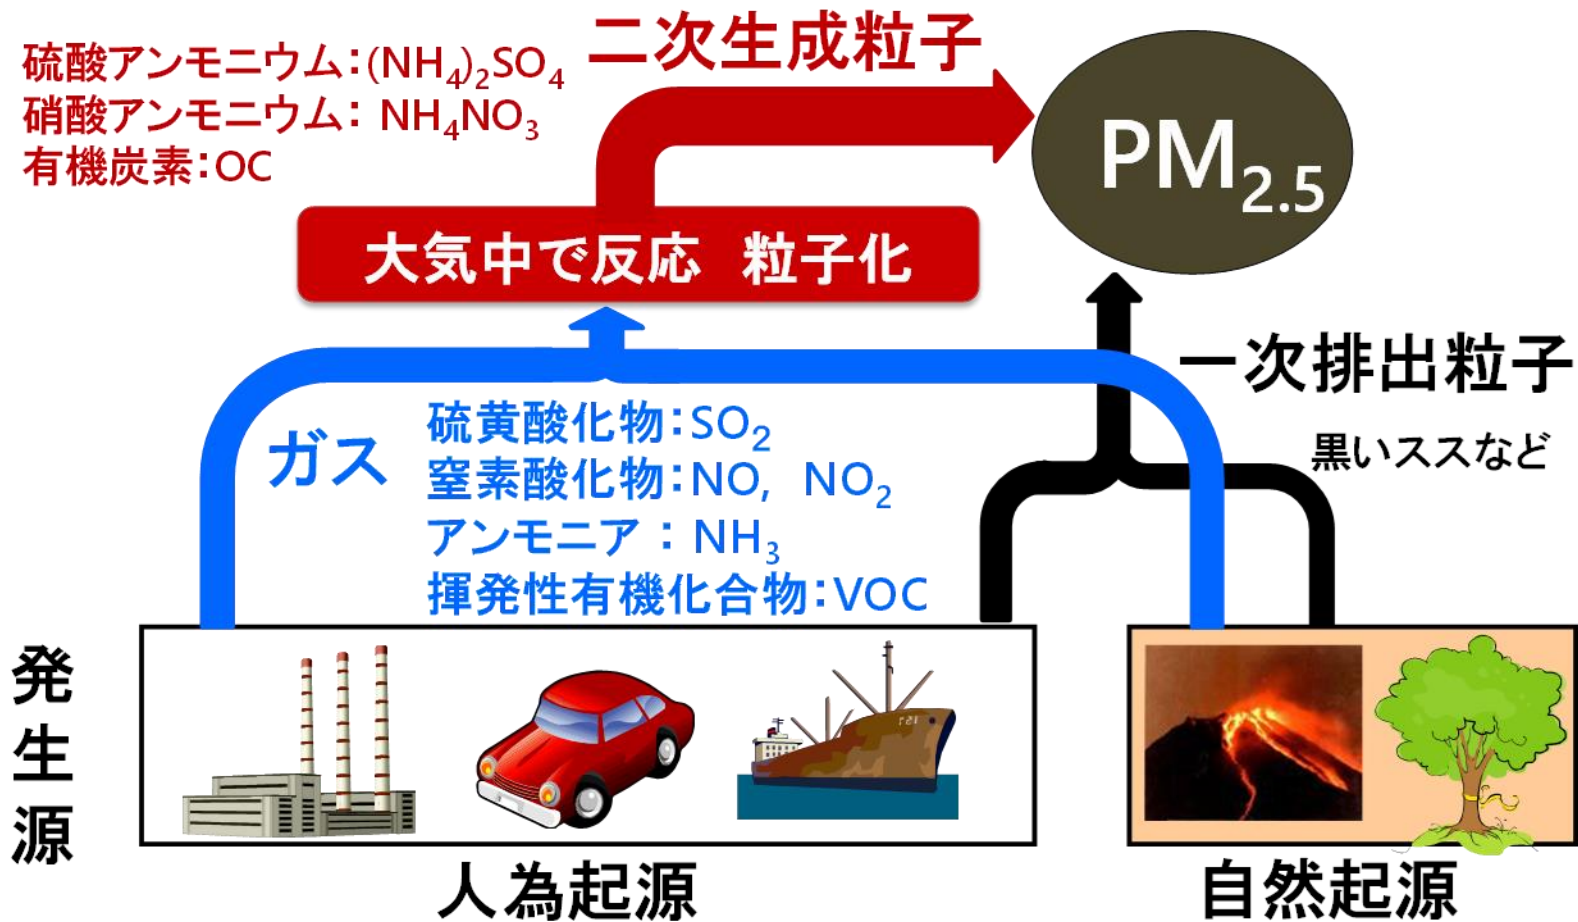 二次生成粒子
硫酸アンモニウム：(NH₄)₂SO₄
硝酸アンモニウム： NH₄NO₃
有機炭素：OC
PM₂.₅
大気中で反応　粒子化
一次排出粒子
黒いススなど
ガス
硫黄酸化物：SO₂
窒素酸化物：NO,　NO₂
アンモニア ： NH₃
揮発性有機化合物：VOC
発生源
人為起源
自然起源